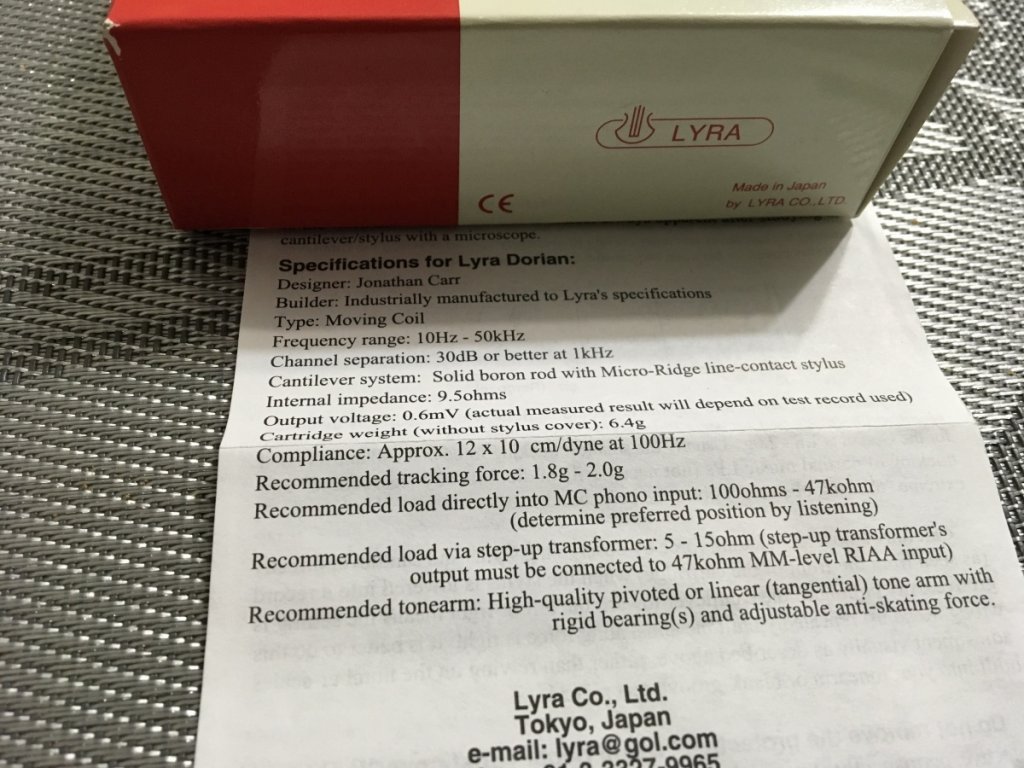 LYRA
CE
Made in Japan
by LYRA CO.,LTD.
cantilever/stylus with a microscope.
Specifications for Lyra Dorian:
Designer: Jonathan Carr
Builder: Industrially manufactured to Lyra's specifications
Type: Moving Coil
Frequency range: 10Hz - 50kHz
Channel separation: 30dB or better at 1kHz
Cantilever system: Solid boron rod with Micro-Ridge line-contact stylus
Internal impedance: 9.5ohms
Output voltage: 0.6mV (actual measured result will depend on test record used)
Cartridge weight (without stylus cover): 6.4g
Compliance: Approx. 12 x 10 cm/dyne at 100Hz
Recommended tracking force: 1.8g - 2.0g
Recommended load directly into MC phono input: 100ohms - 47kohm
(determine preferred position by listening)
Recommended load via step-up transformer: 5 - 15ohm (step-up transformer's
output must be connected to 47kohm MM-level RIAA input)
Recommended tonearm: High-quality pivoted or linear (tangential) tone arm with
rigid bearing(s) and adjustable anti-skating force.
Lyra Co., Ltd.
Tokyo, Japan
e-mail: lyra@gol.com